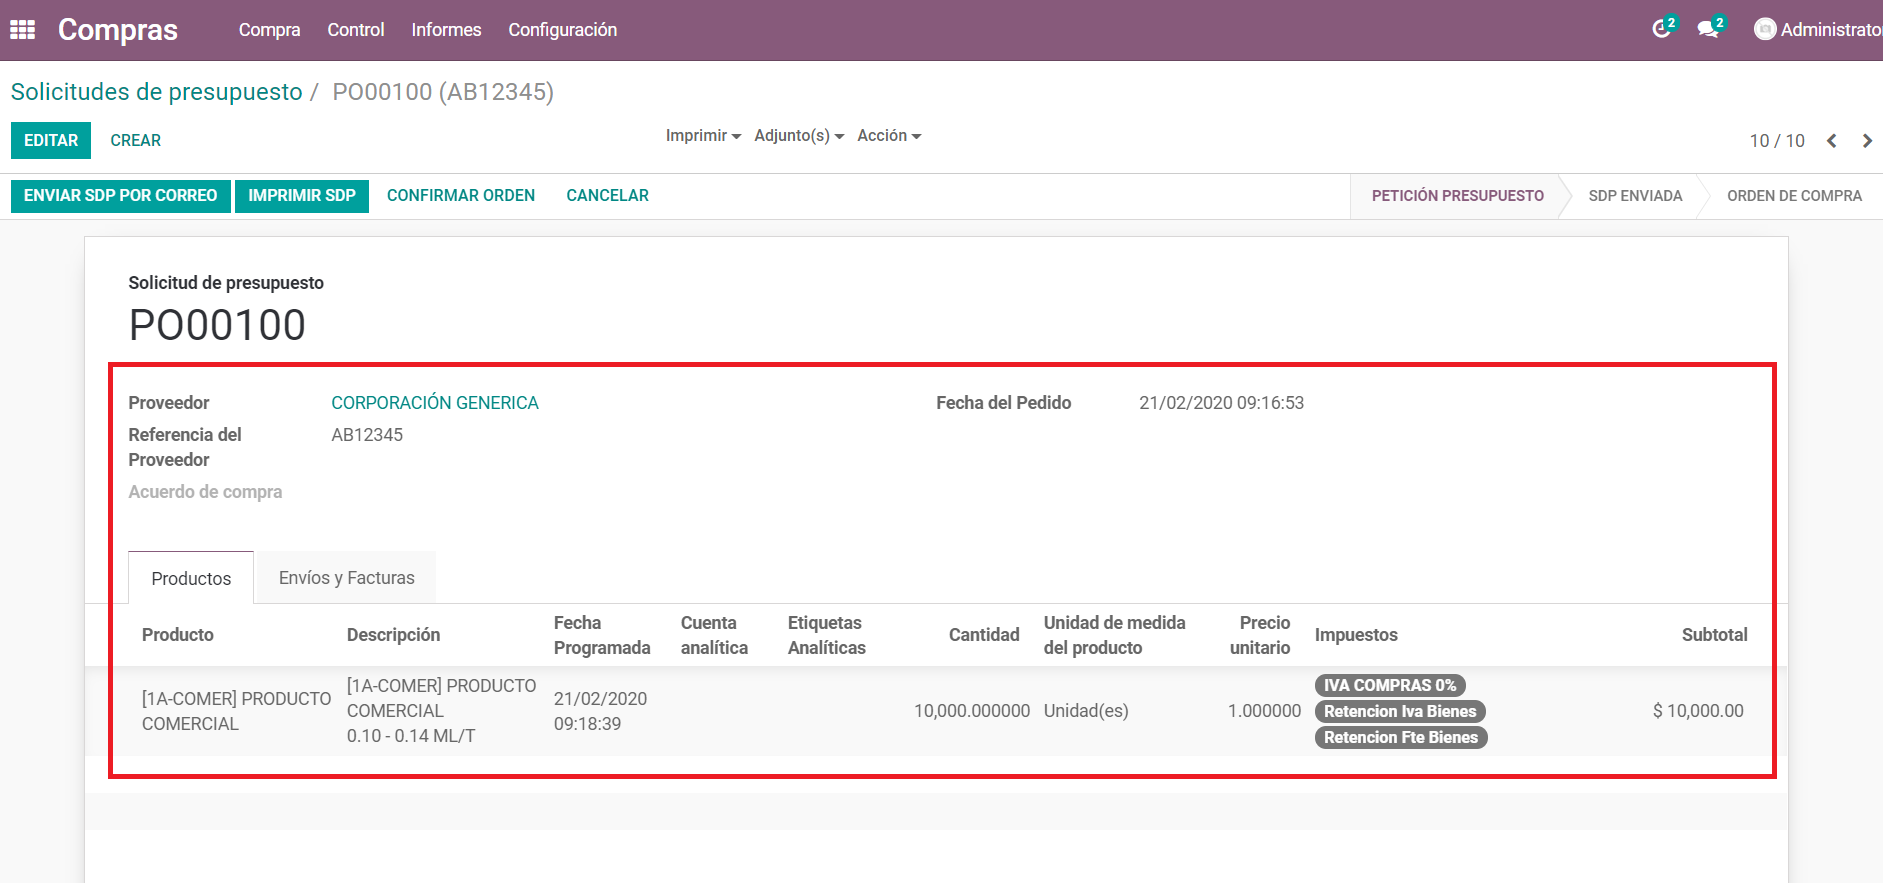 Compras Compra Control Informes Configuración 2 2 Administrator
Solicitudes de presupuesto / PO00100 (AB12345)
EDITAR CREAR Imprimir Adjunto(s) Acción 10 / 10
ENVIAR SDP POR CORREO IMPRIMIR SDP CONFIRMAR ORDEN CANCELAR PETICIÓN PRESUPUESTO SDP ENVIADA ORDEN DE COMPRA
Solicitud de presupuesto
PO00100
Proveedor CORPORACIÓN GENERICA Fecha del Pedido 21/02/2020 09:16:53
Referencia del
Proveedor
AB12345
Acuerdo de compra
Productos Envíos y Facturas
Producto
Descripción
Fecha
Programada
Cuenta
analítica
Etiquetas
Analíticas
Cantidad
Unidad de medida
del producto
Precio
unitario
Impuestos
Subtotal
[1A-COMER] PRODUCTO
COMERCIAL
[1A-COMER] PRODUCTO
COMERCIAL
0.10 - 0.14 ML/T
21/02/2020
09:18:39
10,000.000000
Unidad(es)
1.000000
IVA COMPRAS 0%
Retencion Iva Bienes
Retencion Fte Bienes
$ 10,000.00